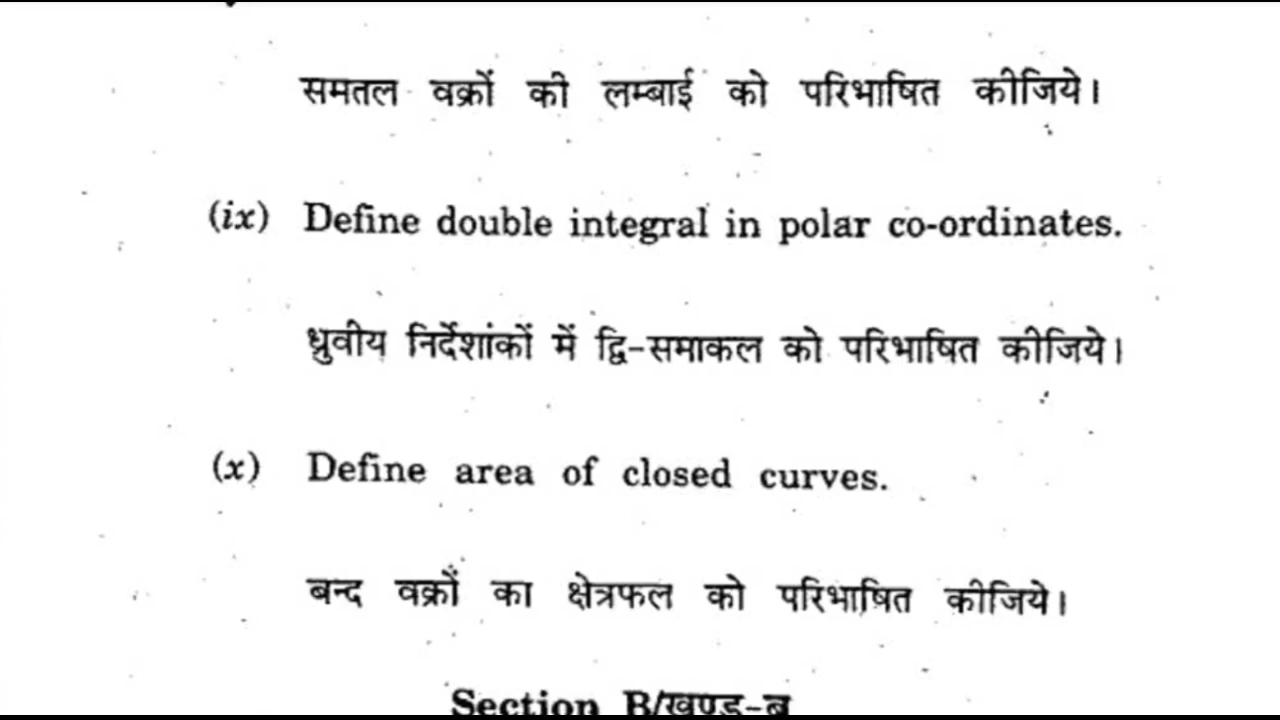 समतल वक्रों की लम्बाई को परिभाषित कीजिये।
(ix) Define double integral in polar co-ordinates.
ध्रुवीय निर्देशांकों में द्वि-समाकल को परिभाषित कीजिये।
(x) Define area of closed curves.
बन्द वक्रों का क्षेत्रफल को परिभाषित कीजिये।
Section B/खण्ड-ब